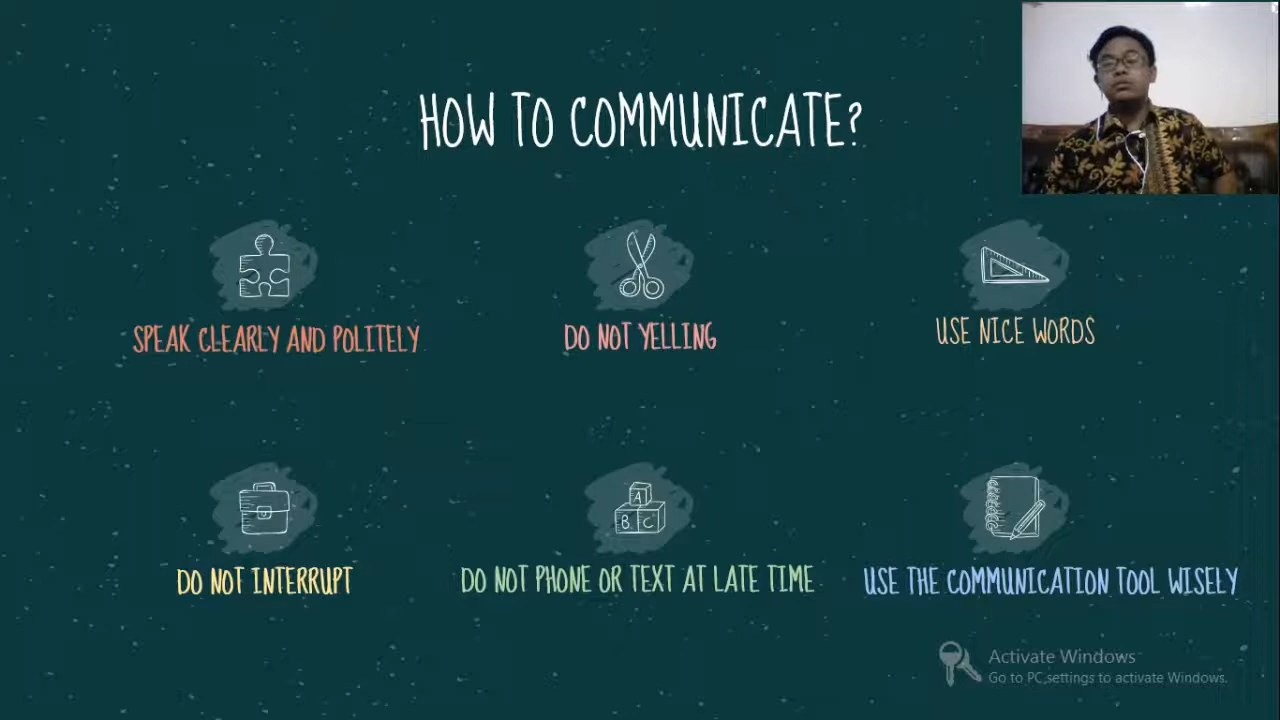 HOW TO COMMUNICATE?
SPEAK CLEARLY AND POLITELY
DO NOT YELLING
USE NICE WORDS
A
B C
DO NOT INTERRUPT
DO NOT PHONE OR TEXT AT LATE TIME
USE THE COMMUNICATION TOOL WISELY
Activate Windows
Go to PC settings to activate Windows.